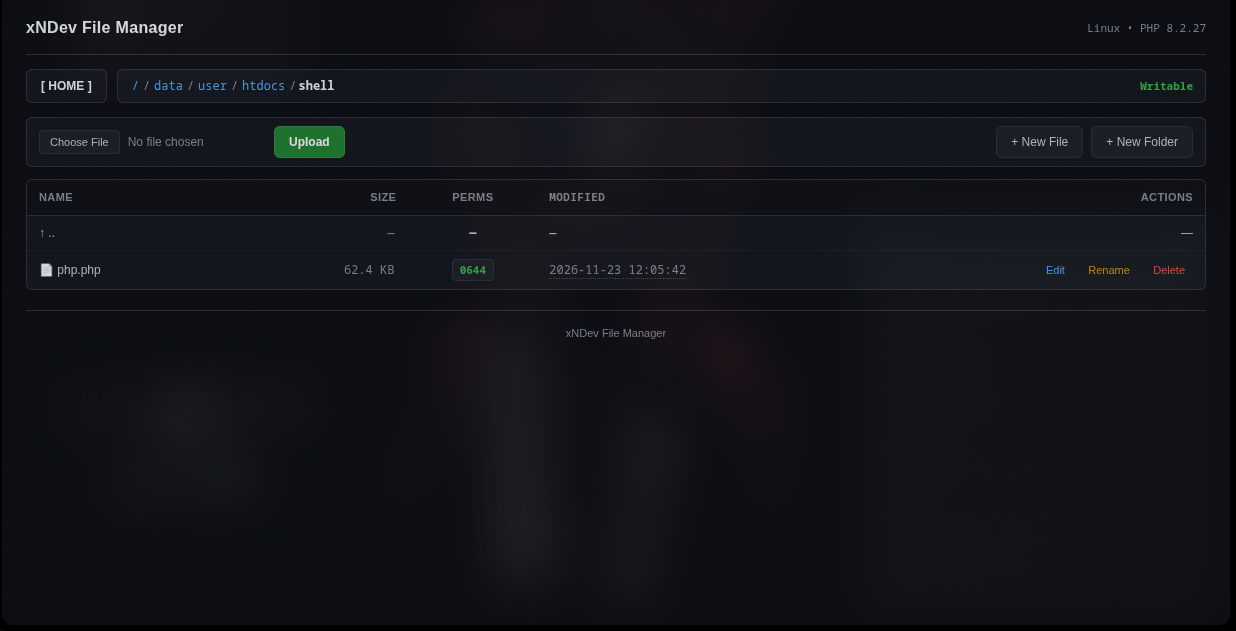 xNDev File Manager
Linux • PHP 8.2.27
[ HOME ]
/ / data / user / htdocs / shell
Writable
Choose File No file chosen
Upload
+ New File
+ New Folder
NAME SIZE PERMS MODIFIED ACTIONS
↑ .. — — — —
php.php 62.4 KB 0644 2026-11-23 12:05:42 Edit Rename Delete
xNDev File Manager